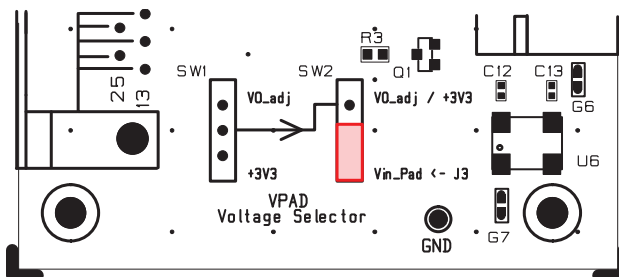 R3
SW1
SW2
Q1
C12
C13
25
13
VO_adj
VO_adj / +3V3
G6
+3V3
Vin_Pad <- J3
U6
VPAD
Voltage Selector
GND
G7